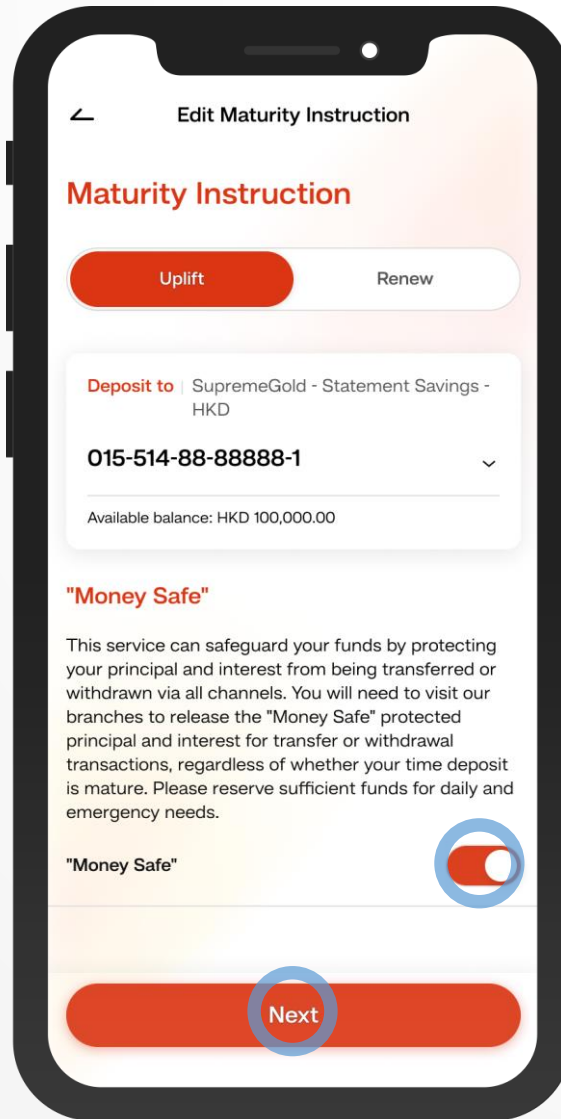 Edit Maturity Instruction
Maturity Instruction
Uplift
Renew
Deposit to SupremeGold - Statement Savings -
HKD
015-514-88-88888-1
Available balance: HKD 100,000.00
"Money Safe"
This service can safeguard your funds by protecting
your principal and interest from being transferred or
withdrawn via all channels. You will need to visit our
branches to release the "Money Safe" protected
principal and interest for transfer or withdrawal
transactions, regardless of whether your time deposit
is mature. Please reserve sufficient funds for daily and
emergency needs.
"Money Safe"
Next